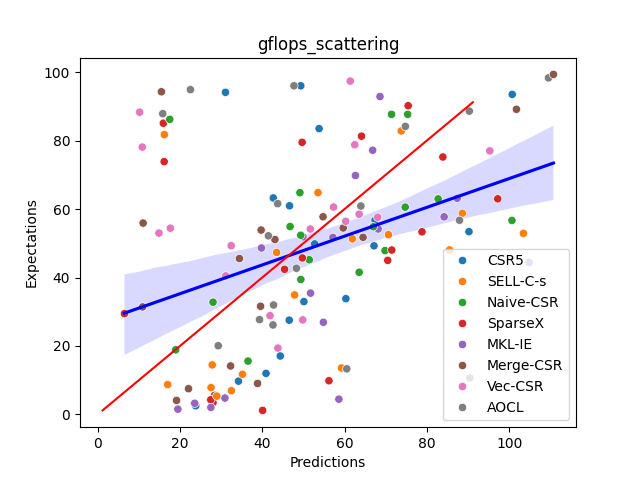 gflops_scattering
Expectations
100
80
60
40
20
0
0 20 40 60 80 100
Predictions
CSR5
SELL-C-s
Naive-CSR
SparseX
MKL-IE
Merge-CSR
Vec-CSR
AOCL